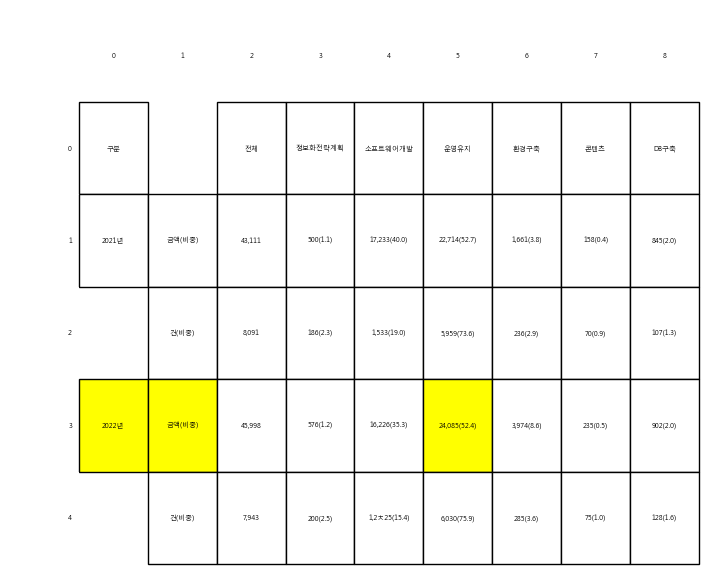 0 1 2 3 4 5 6 7 8
0 구분 전체 정보화전략계획 소프트웨어개발 운영유지 환경구축 콘텐츠 DB구축
1 2021년 금액(비중) 43,111 500(1.1) 17,233(40.0) 22,714(52.7) 1,661(3.8) 158(0.4) 845(2.0)
2 건(비중) 8,091 186(2.3) 1,533(19.0) 5,959(73.6) 236(2.9) 70(0.9) 107(1.3)
3 2022년 금액(비중) 45,998 576(1.2) 16,226(35.3) 24,085(52.4) 3,974(8.6) 235(0.5) 902(2.0)
4 건(비중) 7,943 200(2.5) 1,2ㅊ25(15.4) 6,030(75.9) 285(3.6) 75(1.0) 128(1.6)